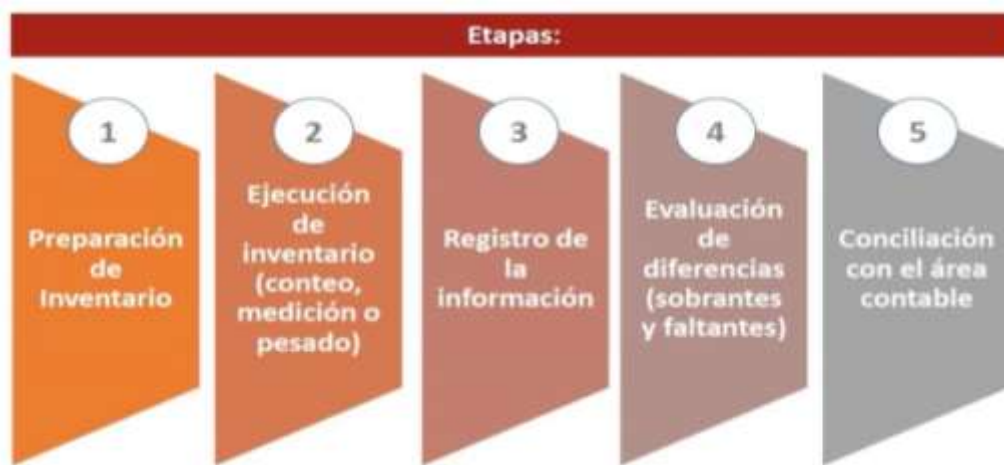 Etapas:
1
Preparación
de
Inventario
2
Ejecución
de
inventario
(conteo,
medición o
pesado)
3
Registro de
la
información
4
Evaluación
de
diferencias
(sobrantes
y faltantes)
5
Conciliación
con el área
contable